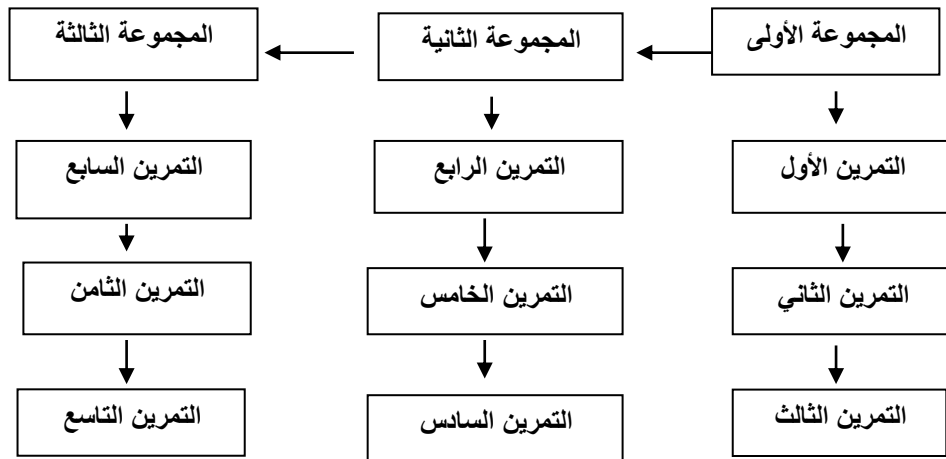 المجموعة الأولى
المجموعة الثانية
المجموعة الثالثة
التمرين الأول
التمرين الرابع
التمرين السابع
التمرين الثاني
التمرين الخامس
التمرين الثامن
التمرين الثالث
التمرين السادس
التمرين التاسع